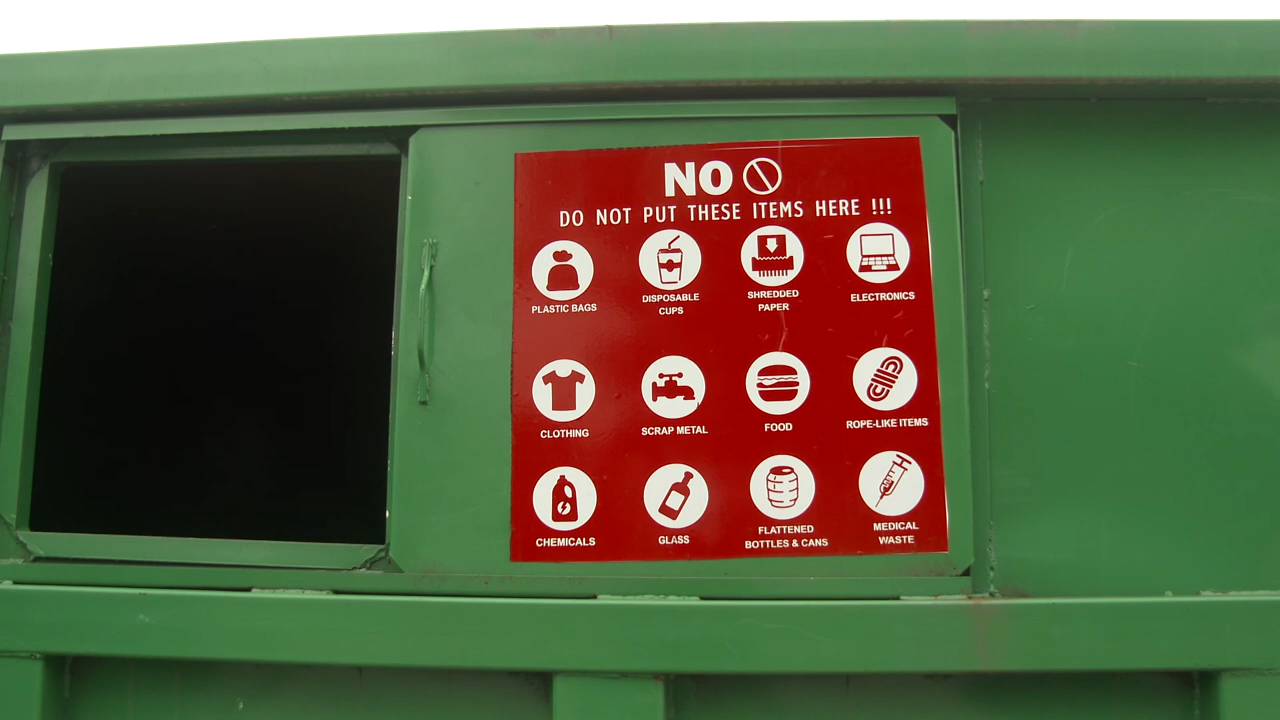 NO
DO NOT PUT THESE ITEMS HERE !!!
PLASTIC BAGS
DISPOSABLE
CUPS
SHREDDED
PAPER
ELECTRONICS
CLOTHING
SCRAP METAL
FOOD
ROPE-LIKE ITEMS
CHEMICALS
GLASS
FLATTENED
BOTTLES & CANS
MEDICAL
WASTE